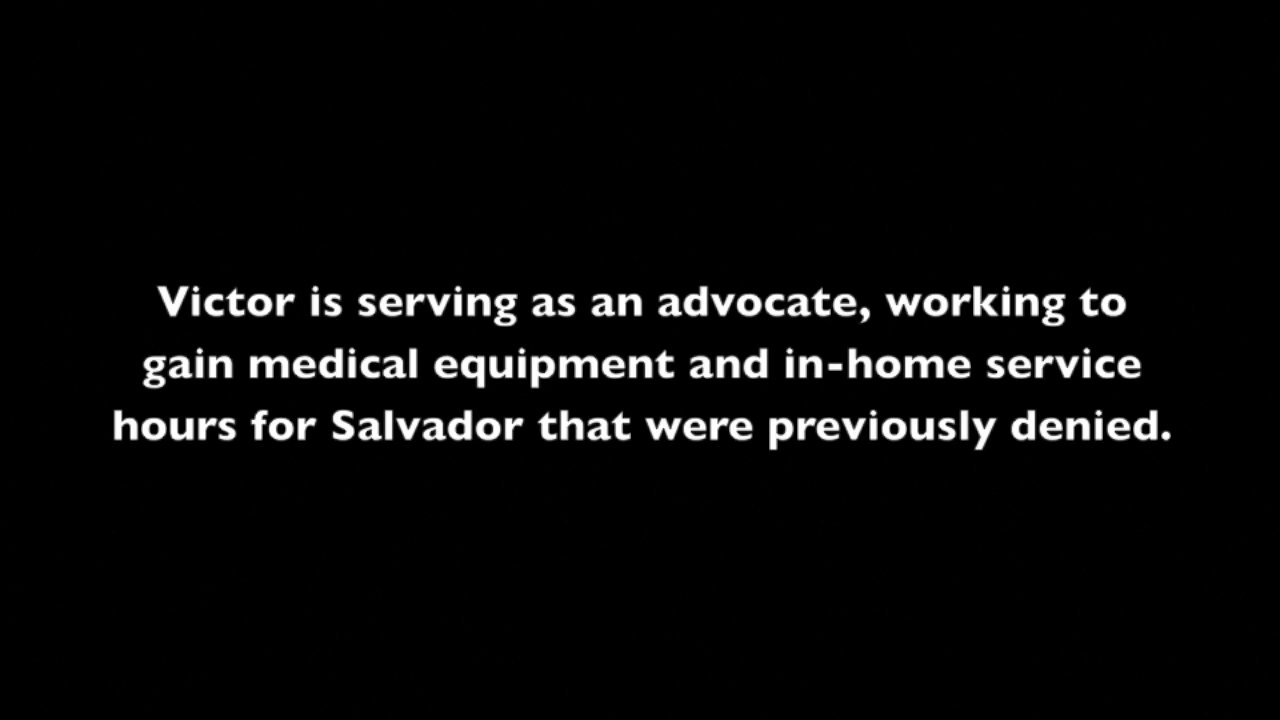 Victor is serving as an advocate, working to
gain medical equipment and in-home service
hours for Salvador that were previously denied.